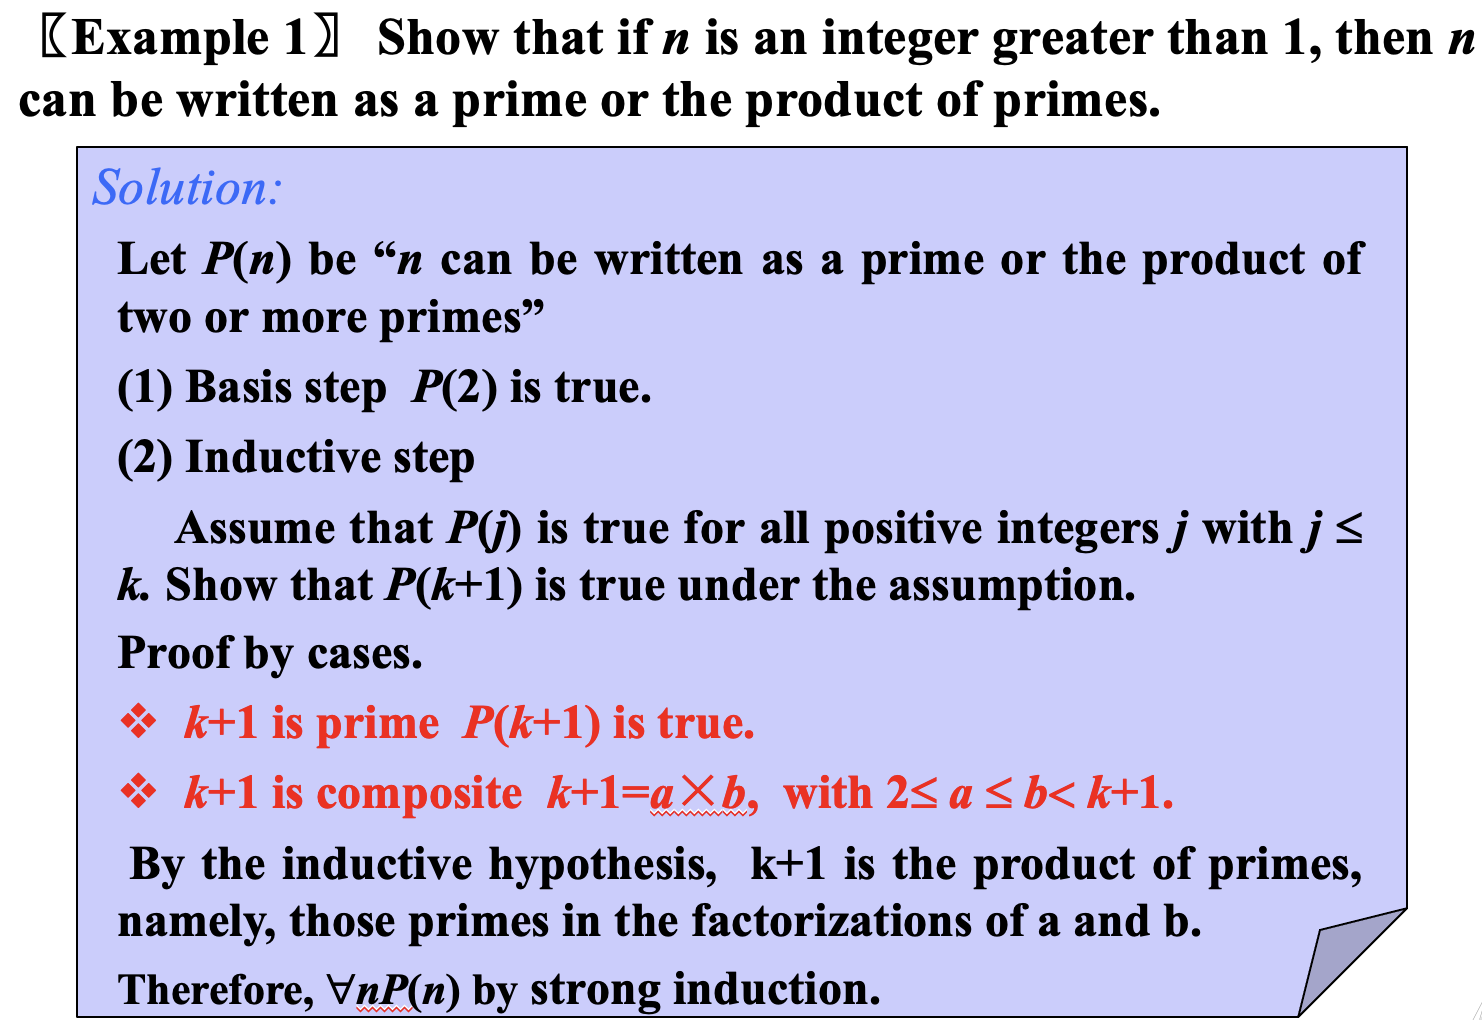 〖Example 1〗 Show that if n is an integer greater than 1, then n
can be written as a prime or the product of primes.
Solution:
Let P(n) be “n can be written as a prime or the product of
two or more primes”
(1) Basis step P(2) is true.
(2) Inductive step
Assume that P(j) is true for all positive integers j with j ≤
k. Show that P(k+1) is true under the assumption.
Proof by cases.
❖ k+1 is prime P(k+1) is true.
❖ k+1 is composite k+1=a×b, with 2≤ a ≤ b< k+1.
By the inductive hypothesis, k+1 is the product of primes,
namely, those primes in the factorizations of a and b.
Therefore, ∀nP(n) by strong induction.